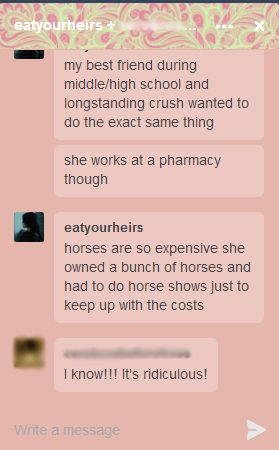 eatyourheirs + ...
my best friend during
middle/high school and
longstanding crush wanted to
do the exact same thing
she works at a pharmacy
though
eatyourheirs
horses are so expensive she
owned a bunch of horses and
had to do horse shows just to
keep up with the costs
I know!!! It's ridiculous!
Write a message